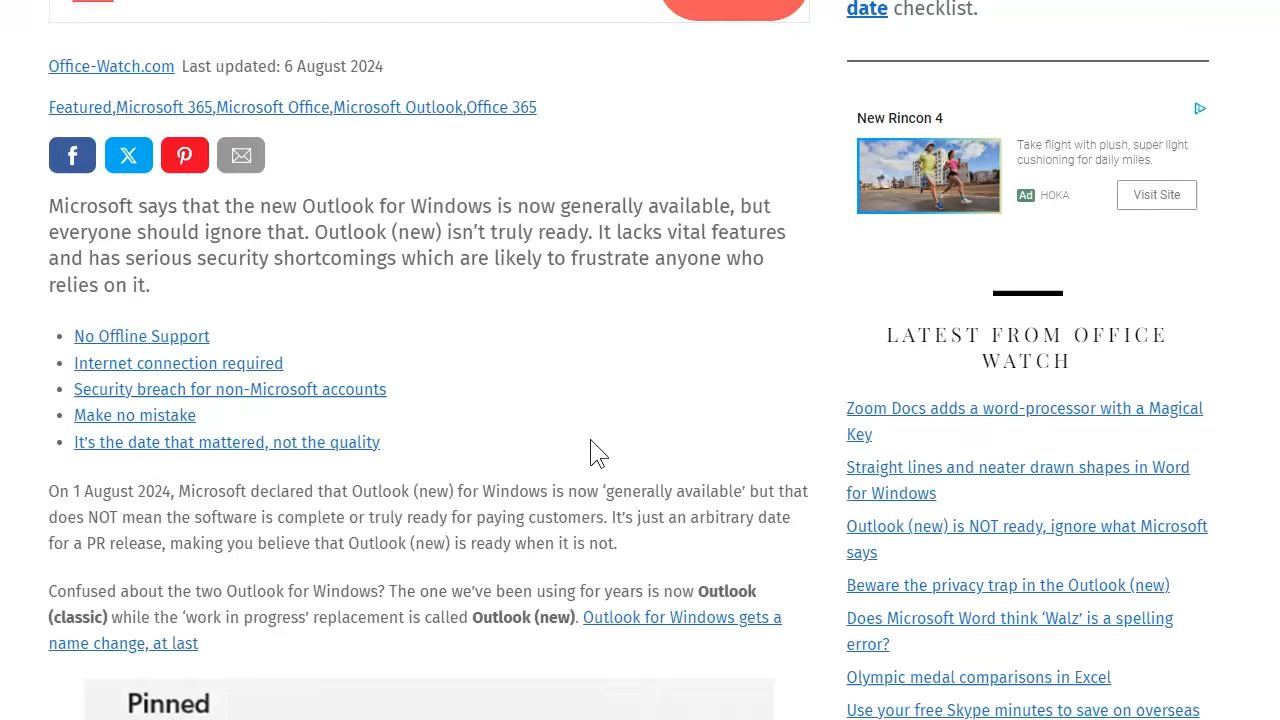 date checklist.
Office-Watch.com Last updated: 6 August 2024
Featured,Microsoft 365,Microsoft Office,Microsoft Outlook,Office 365
Microsoft says that the new Outlook for Windows is now generally available, but
everyone should ignore that. Outlook (new) isn’t truly ready. It lacks vital features
and has serious security shortcomings which are likely to frustrate anyone who
relies on it.
• No Offline Support
• Internet connection required
• Security breach for non-Microsoft accounts
• Make no mistake
• It’s the date that mattered, not the quality
On 1 August 2024, Microsoft declared that Outlook (new) for Windows is now ‘generally available’ but that
does NOT mean the software is complete or truly ready for paying customers. It’s just an arbitrary date
for a PR release, making you believe that Outlook (new) is ready when it is not.
Confused about the two Outlook for Windows? The one we’ve been using for years is now Outlook
(classic) while the ‘work in progress’ replacement is called Outlook (new). Outlook for Windows gets a
name change, at last
Pinned
New Rincon 4
Take flight with plush, super light
cushioning for daily miles.
Ad HOKA
Visit Site
LATEST FROM OFFICE
WATCH
Zoom Docs adds a word-processor with a Magical
Key
Straight lines and neater drawn shapes in Word
for Windows
Outlook (new) is NOT ready, ignore what Microsoft
says
Beware the privacy trap in the Outlook (new)
Does Microsoft Word think ‘Walz’ is a spelling
error?
Olympic medal comparisons in Excel
Use your free Skype minutes to save on overseas